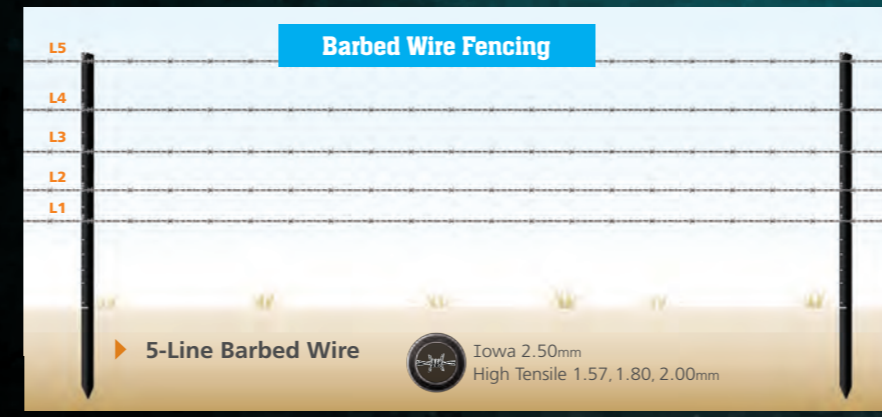 Barbed Wire Fencing
L5
L4
L3
L2
L1
5-Line Barbed Wire
Iowa 2.50mm
High Tensile 1.57, 1.80, 2.00mm